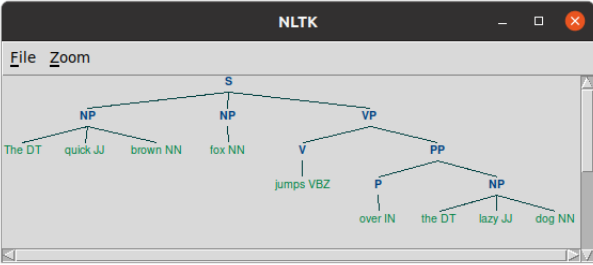 NLTK
File Zoom
S
NP NP VP
The DT quick JJ brown NN fox NN V PP
jumps VBZ P NP
over IN the DT lazy JJ dog NN